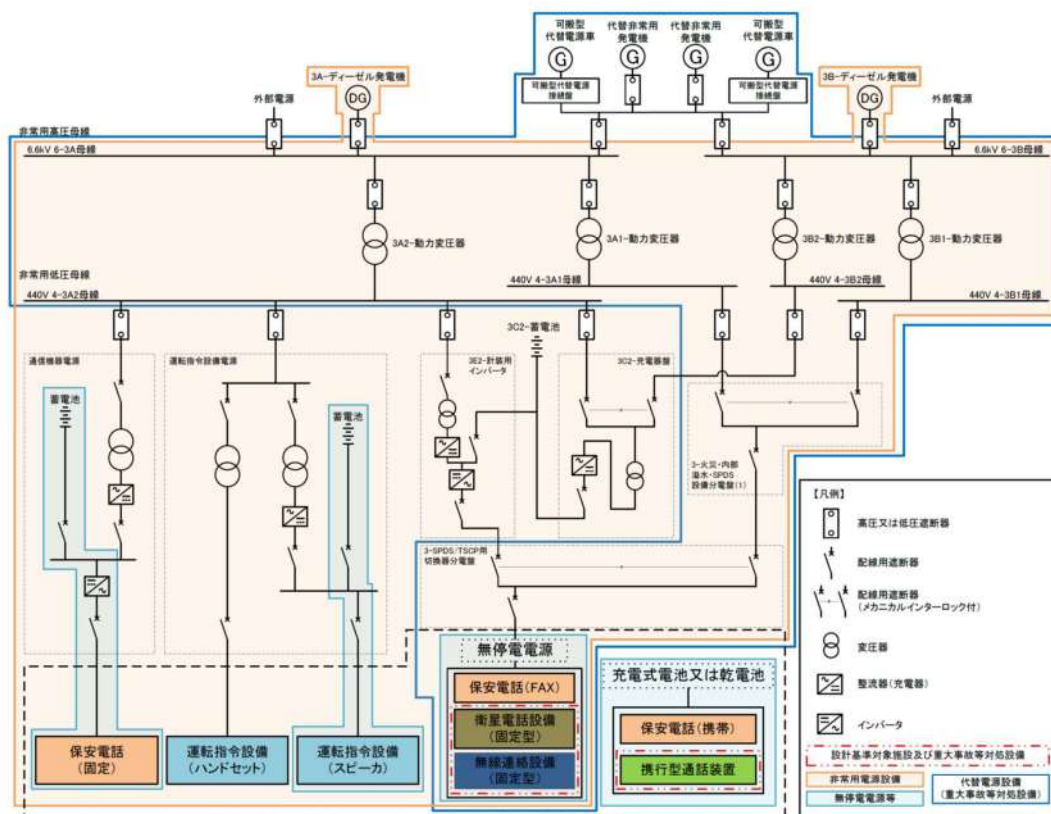 可搬型
代替電源車
代替非常用
発電機
代替非常用
発電機
可搬型
代替電源車
G
G
G
G
3A-ディーゼル発電機
DG
3B-ディーゼル発電機
DG
可搬型代替電源
接続盤
可搬型代替電源
接続盤
外部電源
外部電源
非常用高圧母線
6.6kV 6-3A母線
6.6kV 6-3B母線
3A2-動力変圧器
3A1-動力変圧器
3B2-動力変圧器
3B1-動力変圧器
非常用低圧母線
440V 4-3A2母線
440V 4-3A1母線
440V 4-3B2母線
440V 4-3B1母線
通信機器電源
運転指令設備電源
3C2-蓄電池
3E2-計装用
インバータ
3C2-充電器盤
蓄電池
蓄電池
3-火災・内部
溢水・SPDS
設備分電盤(1)
3-SPDS/TSCP用
切換器分電盤
無停電電源
保安電話(FAX)
衛星電話設備
(固定型)
無線連絡設備
(固定型)
充電式電池又は乾電池
保安電話(携帯)
携行型通話装置
保安電話
(固定)
運転指令設備
(ハンドセット)
運転指令設備
(スピーカ)
【凡例】
高圧又は低圧遮断器
配線用遮断器
配線用遮断器
(メカニカルインターロック付)
変圧器
整流器(充電器)
インバータ
設計基準対象施設及び重大事故等対処設備
非常用電源設備
無停電電源等
代替電源設備
(重大事故等対処設備)